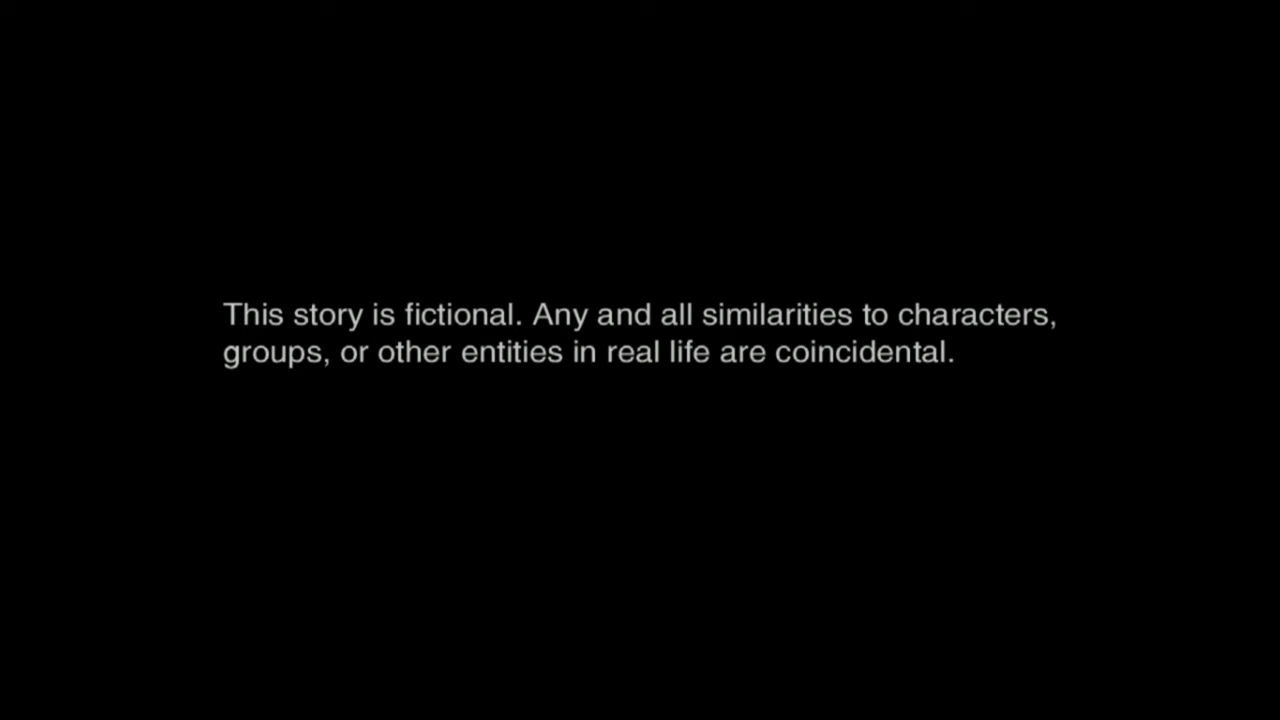 This story is fictional. Any and all similarities to characters,
groups, or other entities in real life are coincidental.